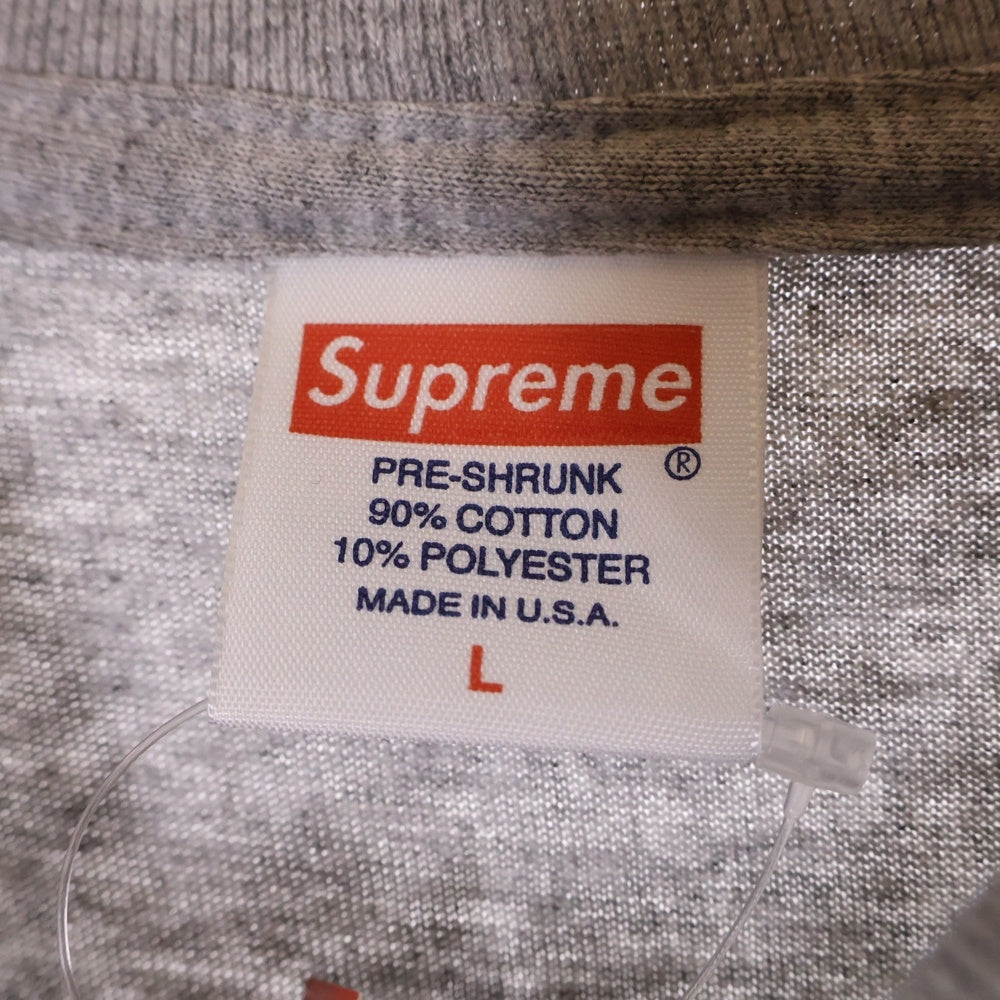 Supreme
®
PRE-SHRUNK
90% COTTON
10% POLYESTER
MADE IN U.S.A.
L